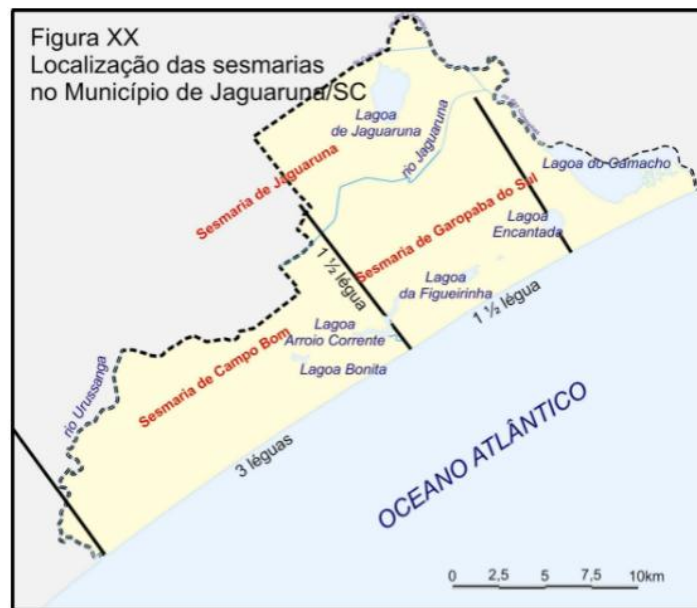 Figura XX
Localização das sesmarias
no Município de Jaguaruna/SC
Lagoa
de Jaguaruna
rio Jaguaruna
Lagoa do Camacho
Sesmaria de Jaguaruna
Sesmaria de Garopaba do Sul
Lagoa
Encantada
1 ½ légua
Lagoa
da Figueirinha
1 ½ légua
Lagoa
Arroio Corrente
Lagoa Bonita
Sesmaria de Campo Bom
rio Urussanga
3 léguas
OCEANO ATLÂNTICO
0 2,5 5 7,5 10km